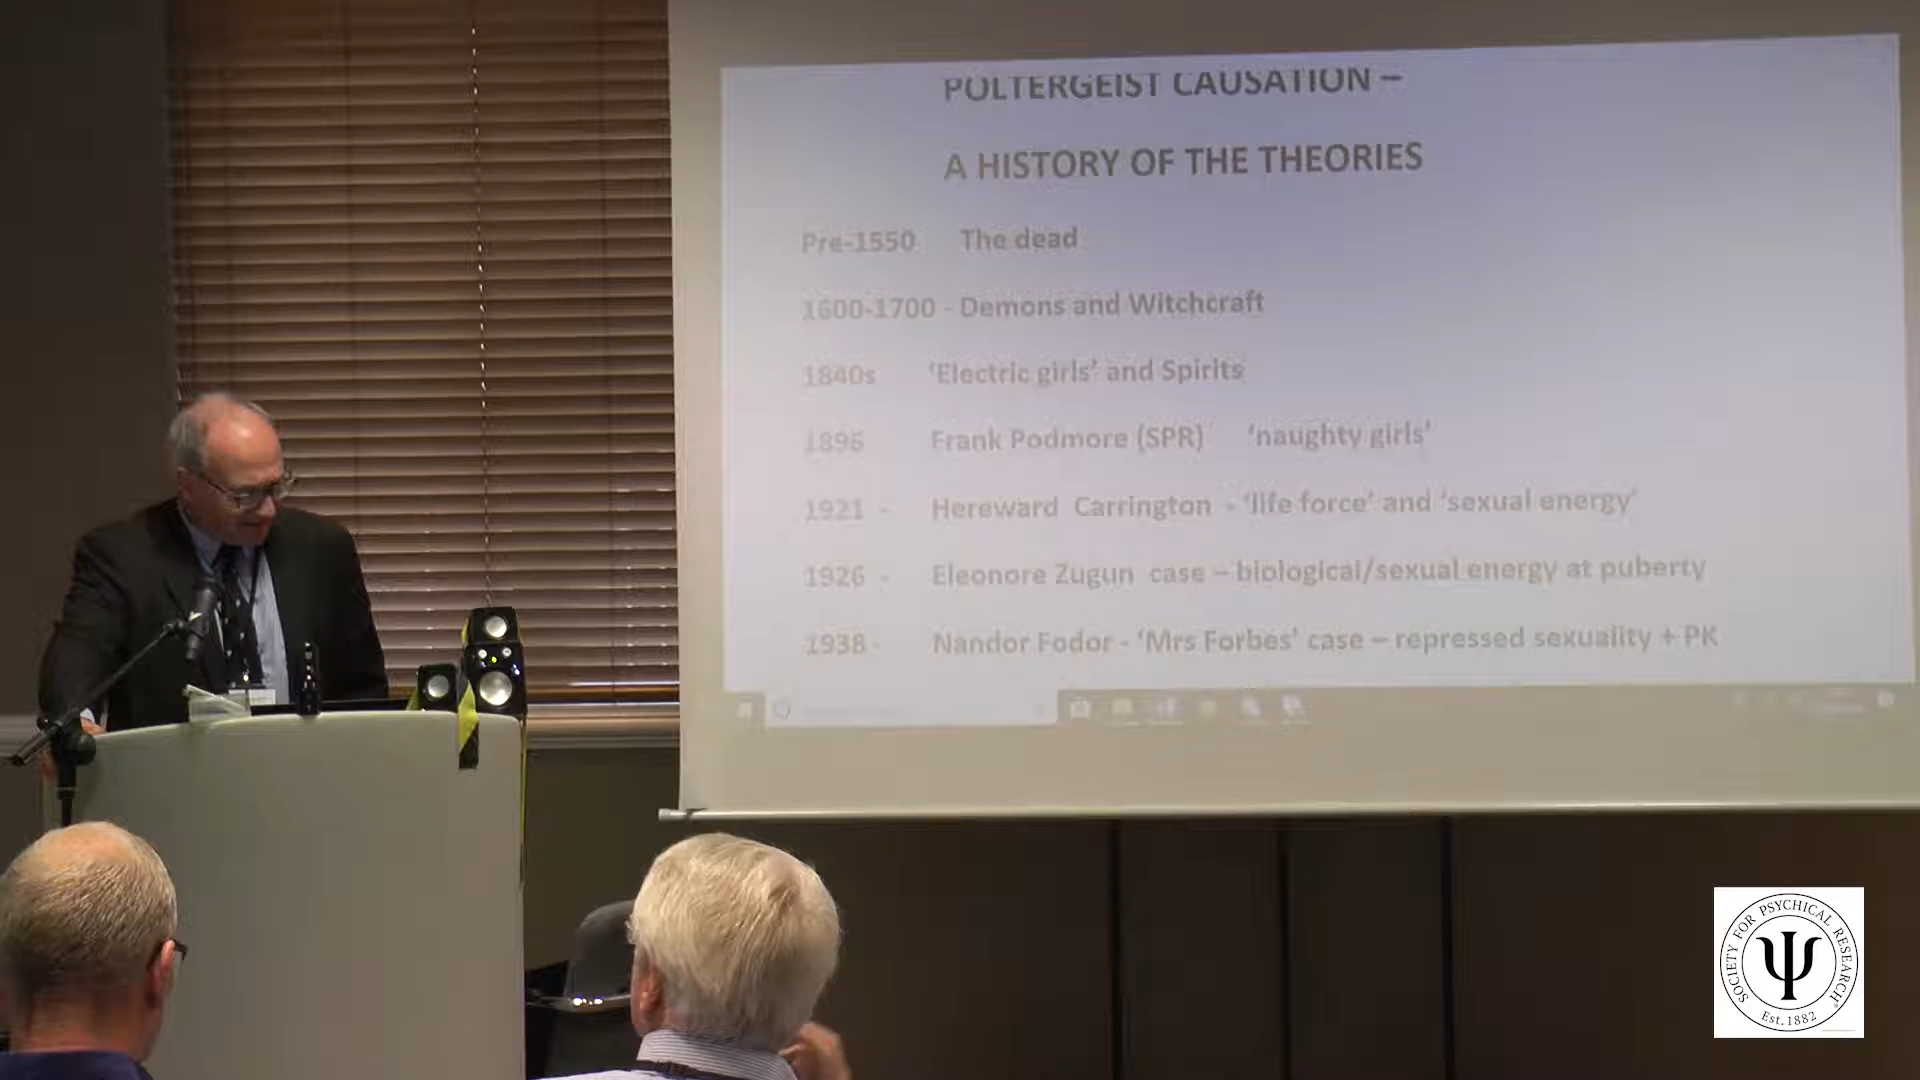 POLTERGEIST CAUSATION –
A HISTORY OF THE THEORIES
Pre-1550 The dead
1600-1700 - Demons and Witchcraft
1840s ‘Electric girls’ and Spirits
1896 Frank Podmore (SPR) ‘naughty girls’
1921 - Hereward Carrington - ‘life force’ and ‘sexual energy’
1926 - Eleonore Zugun case – biological/sexual energy at puberty
1938 - Nandor Fodor - ‘Mrs Forbes’ case – repressed sexuality + PK
SOCIETY FOR PSYCHICAL RESEARCH
Ψ
Est. 1882